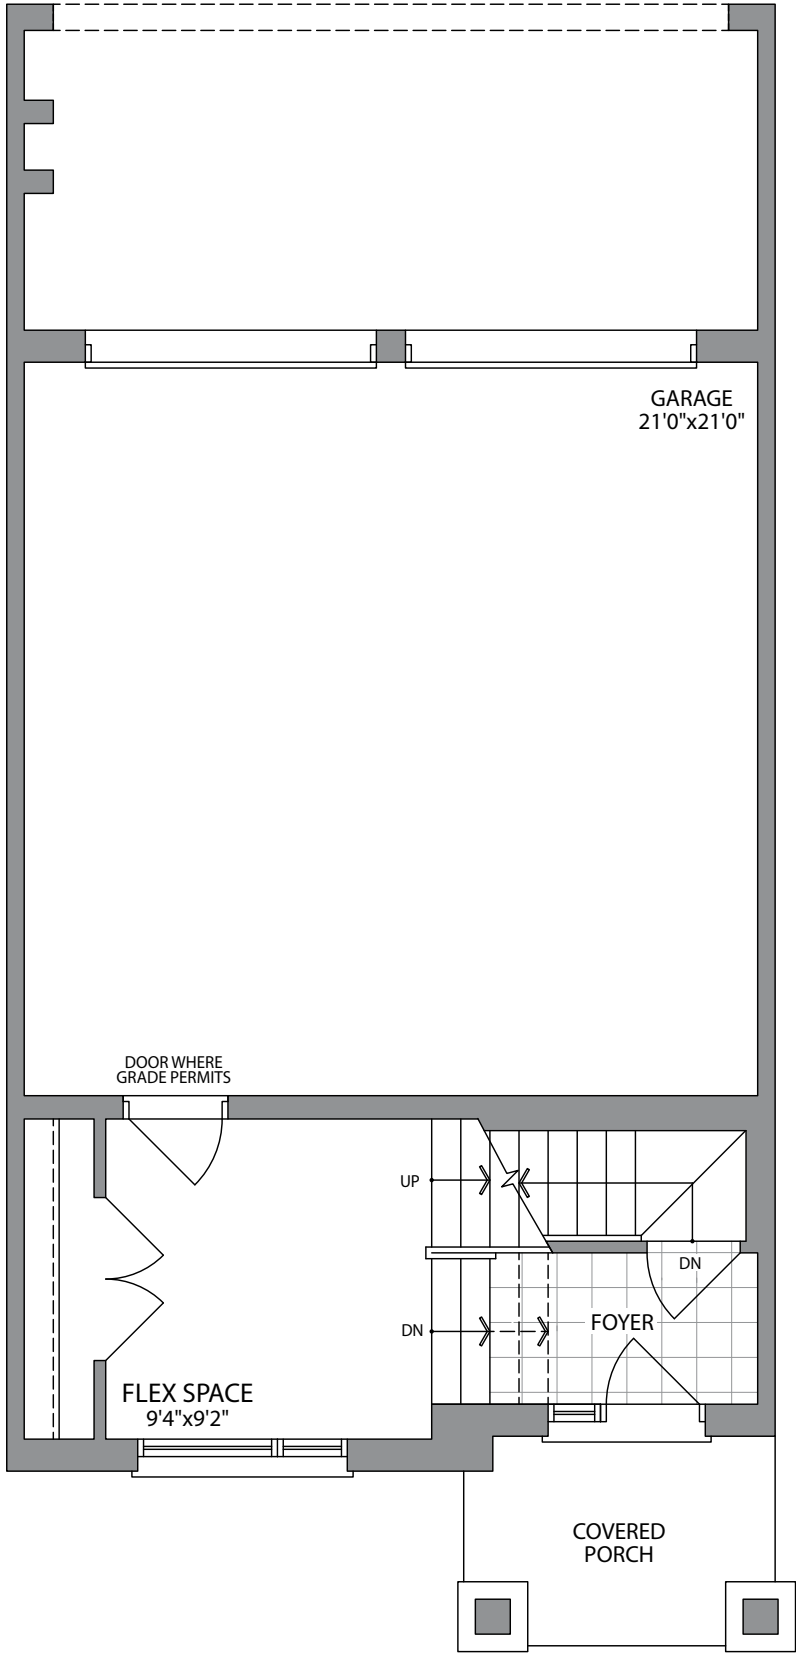 GARAGE
21'0"x21'0"
DOOR WHERE
GRADE PERMITS
UP
DN
FOYER
DN
FLEX SPACE
9'4"x9'2"
COVERED
PORCH